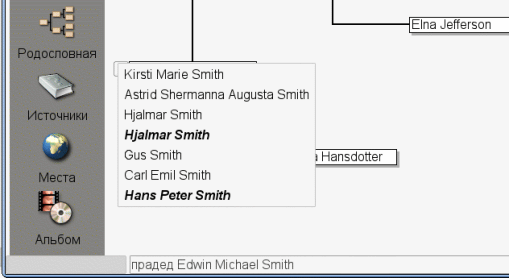 Elna Jefferson
Родословная
Kirsti Marie Smith
Astrid Shermanna Augusta Smith
Источники
Hjalmar Smith
Hjalmar Smith
Gus Smith
Hansdotter
Места
Carl Emil Smith
Hans Peter Smith
Альбом
прадед Edwin Michael Smith